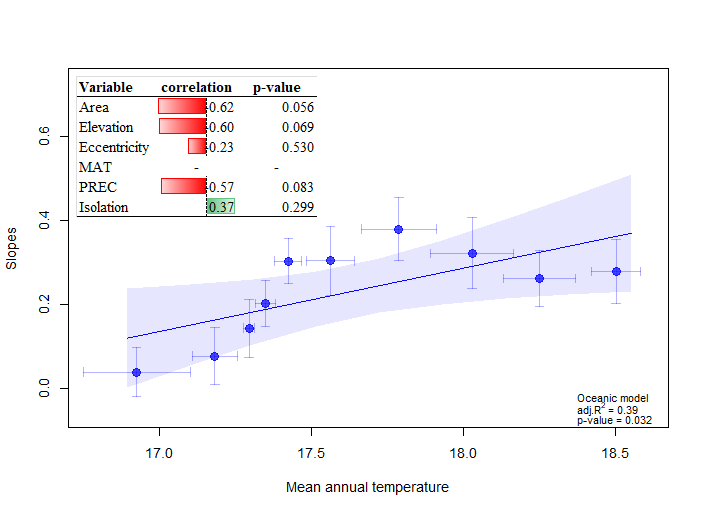 Variable correlation p-value
Area -0.62 0.056
Elevation -0.60 0.069
Eccentricity -0.23 0.530
MAT - -
PREC -0.57 0.083
Isolation 0.37 0.299
Slopes
0.6
0.4
0.2
0.0
Oceanic model
adj.R² = 0.39
p-value = 0.032
17.0 17.5 18.0 18.5
Mean annual temperature